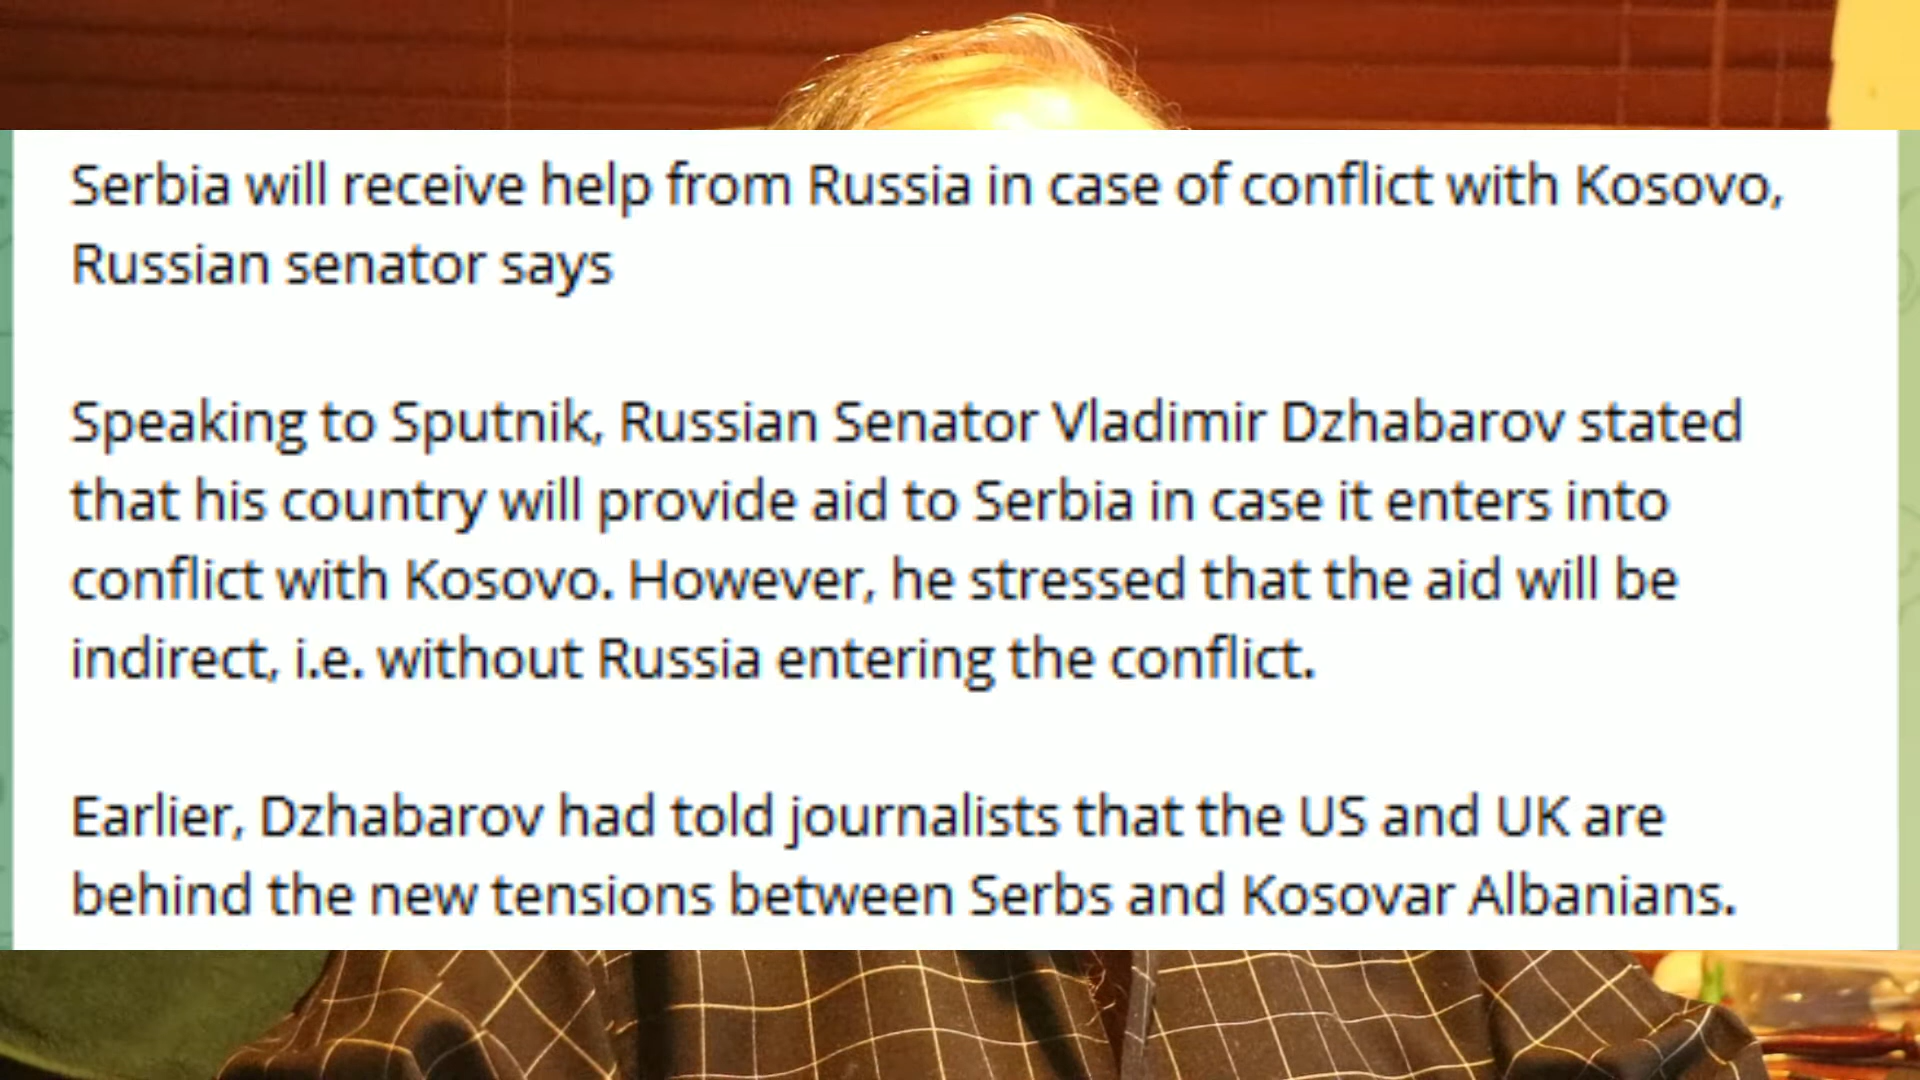 Serbia will receive help from Russia in case of conflict with Kosovo,
Russian senator says
Speaking to Sputnik, Russian Senator Vladimir Dzhabarov stated
that his country will provide aid to Serbia in case it enters into
conflict with Kosovo. However, he stressed that the aid will be
indirect, i.e. without Russia entering the conflict.
Earlier, Dzhabarov had told journalists that the US and UK are
behind the new tensions between Serbs and Kosovar Albanians.